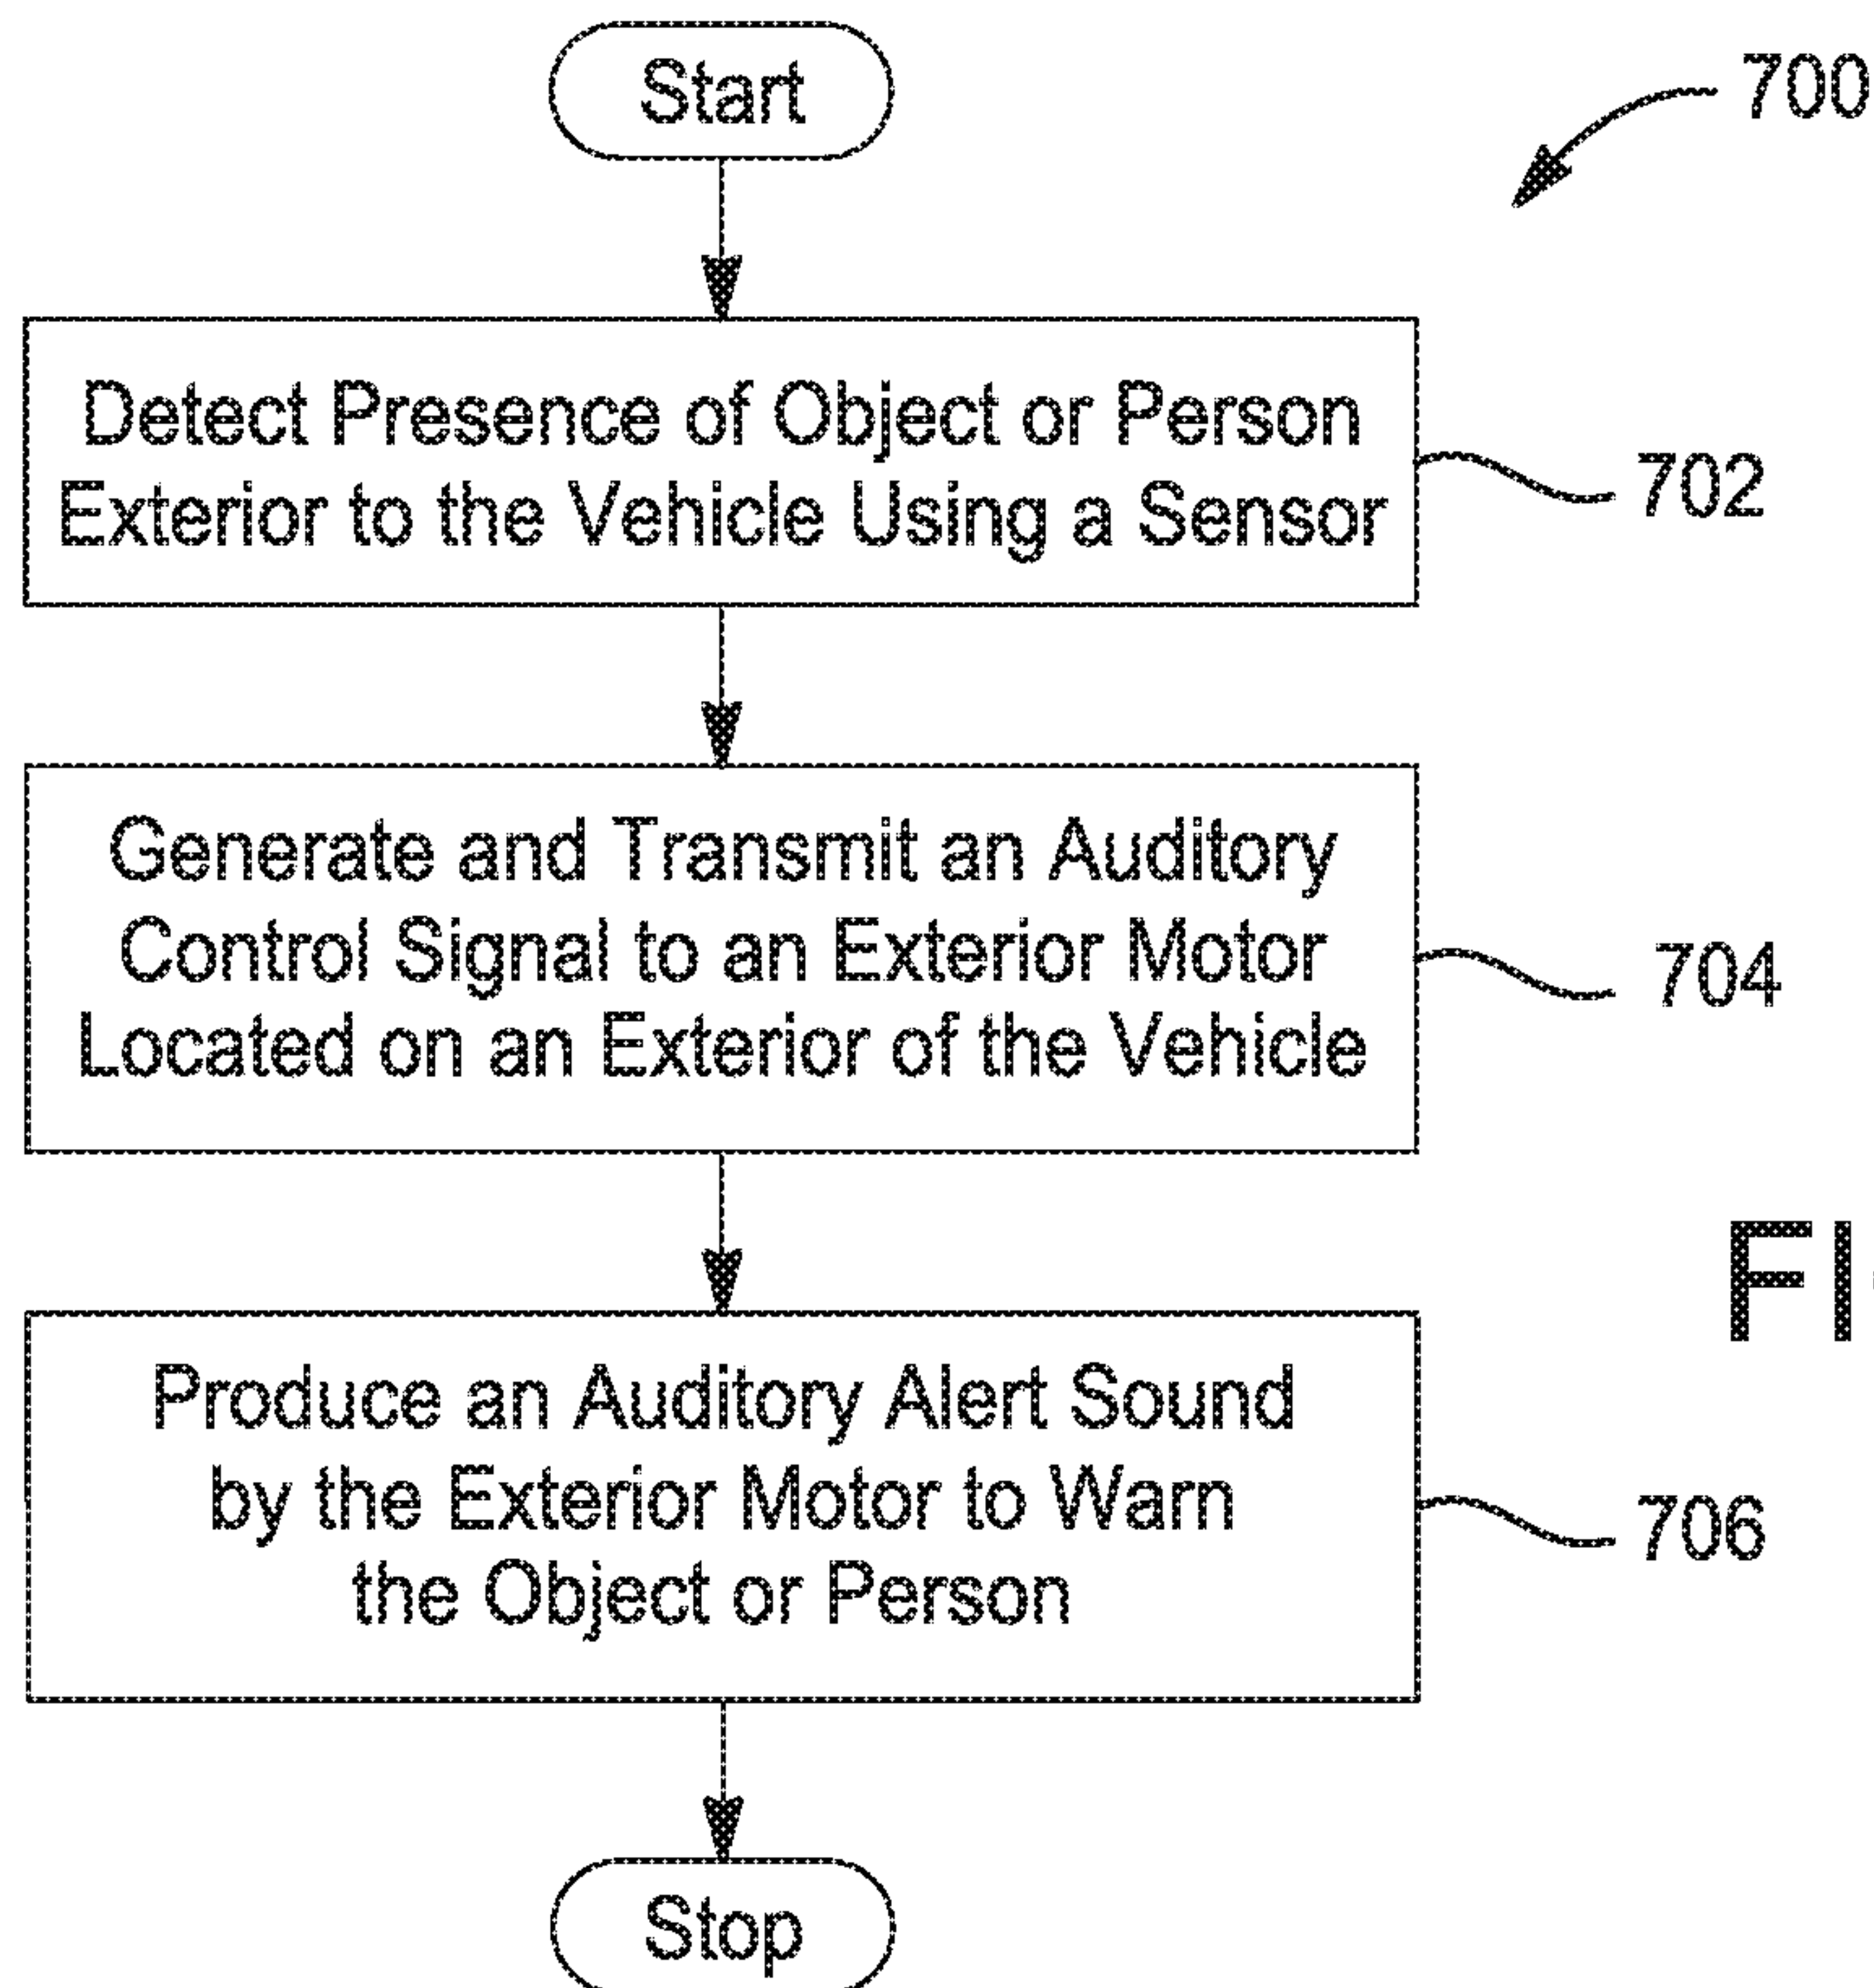 Start
700
Detect Presence of Object or Person
Exterior to the Vehicle Using a Sensor
702
Generate and Transmit an Auditory
Control Signal to an Exterior Motor
Located on an Exterior of the Vehicle
704
Produce an Auditory Alert Sound
by the Exterior Motor to Warn
the Object or Person
706
Stop